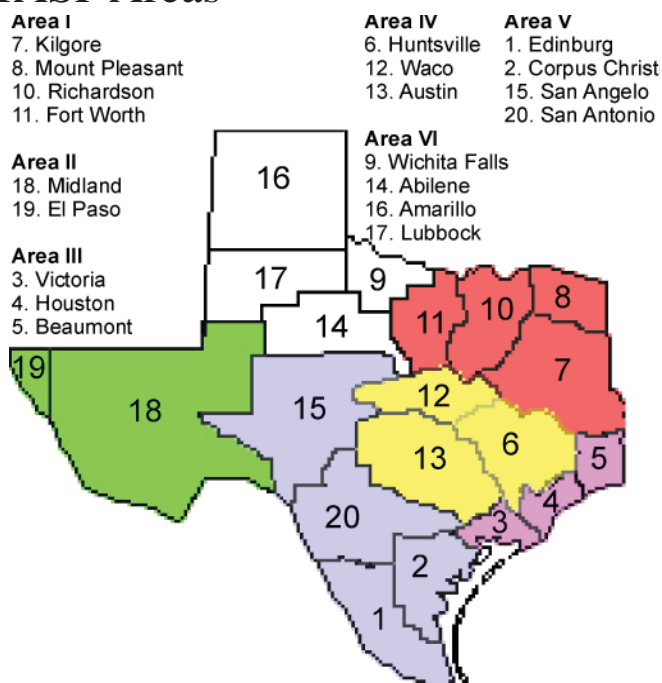 Areas
Area I
7. Kilgore
8. Mount Pleasant
10. Richardson
11. Fort Worth
Area II
18. Midland
19. El Paso
Area III
3. Victoria
4. Houston
5. Beaumont
Area IV
6. Huntsville
12. Waco
13. Austin
Area VI
9. Wichita Falls
14. Abilene
16. Amarillo
17. Lubbock
Area V
1. Edinburg
2. Corpus Christi
15. San Angelo
20. San Antonio
16
17
9
14
11
10
8
7
19
18
15
12
13
6
5
4
3
20
2
1